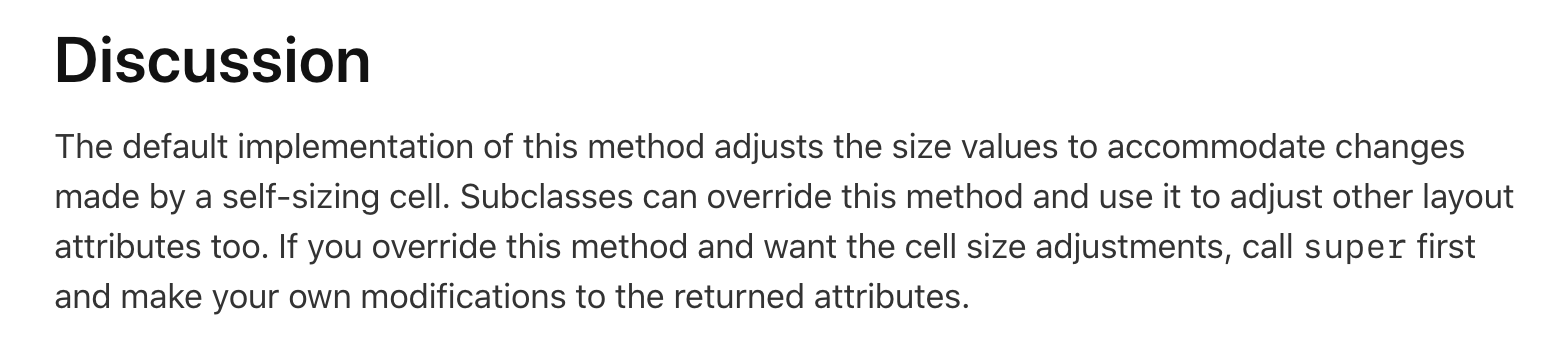 Discussion
The default implementation of this method adjusts the size values to accommodate changes
made by a self-sizing cell. Subclasses can override this method and use it to adjust other layout
attributes too. If you override this method and want the cell size adjustments, call super first
and make your own modifications to the returned attributes.